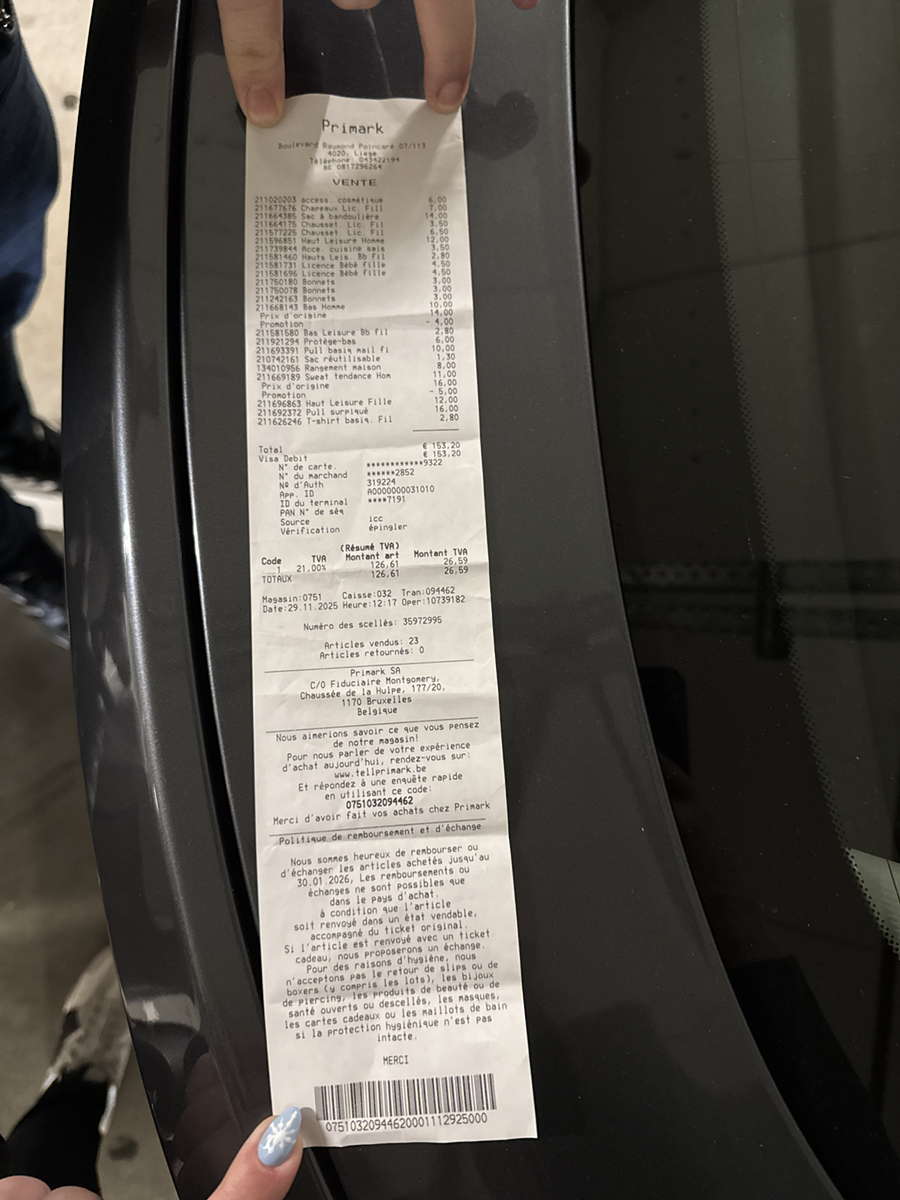 Primark
Boulevard Raymond Poincaré 07/113
4020, Liege
Téléphone: 043422194
BE 0817296264
VENTE
211020203 access. cosmétique 6,00
211677676 Chapeaux Lic. Fill 7,00
211664385 Sac à bandoulière 14,00
211664175 Chausset. Lic. Fil 3,50
211577225 Chausset. Lic. Fil 6,50
211596851 Haut Leisure Homme 12,00
211739844 Acce. cuisine sais 3,50
211581460 Hauts Leis. Bb fil 2,80
211581731 Licence Bébé fille 4,50
211581696 Licence Bébé fille 4,50
211750180 Bonnets 3,00
211750078 Bonnets 3,00
211242163 Bonnets 3,00
211668143 Bas Homme 10,00
Prix d'origine 14,00
Promotion - 4,00
211581580 Bas Leisure Bb fil 2,80
211921294 Protège-bas 6,00
211693391 Pull basiq mail fi 10,00
210742161 Sac réutilisable 1,30
134010956 Rangement maison 8,00
211669189 Sweat tendance Hom 11,00
Prix d'origine 16,00
Promotion - 5,00
211696863 Haut Leisure Fille 12,00
211692372 Pull surpiqué 16,00
211626246 T-shirt basiq. Fil 2,80
Total € 153,20
Visa Debit € 153,20
N° de carte. ************9322
N° du marchand ******2852
Nº d'Auth 319224
App. ID A0000000031010
ID du terminal ****7191
PAN N° de séq
Source icc
Vérification épingler
(Résumé TVA)
Code TVA Montant art Montant TVA
1 21,00% 126,61 26,59
TOTAUX 126,61 26,59
Magasin:0751 Caisse:032 Tran:094462
Date:29.11.2025 Heure:12:17 Oper:10739182
Numéro des scellés: 35972995
Articles vendus: 23
Articles retournés: 0
Primark SA
C/O Fiduciaire Montgomery,
Chaussée de la Hulpe, 177/20,
1170 Bruxelles
Belgique
Nous aimerions savoir ce que vous pensez
de notre magasin!
Pour nous parler de votre expérience
d'achat aujourd'hui, rendez-vous sur:
www.tellprimark.be
Et répondez à une enquête rapide
en utilisant ce code:
0751032094462
Merci d'avoir fait vos achats chez Primark
Politique de remboursement et d'échange
Nous sommes heureux de rembourser ou
d'échanger les articles achetés jusqu'au
30.01.2026, Les remboursements ou
échanges ne sont possibles que
dans le pays d'achat.
à condition que l'article
soit renvoyé dans un état vendable,
accompagné du ticket original.
Si l'article est renvoyé avec un ticket
cadeau, nous proposerons un échange.
Pour des raisons d'hygiène, nous
n'acceptons pas le retour de slips ou de
boxers (y compris les lots), les bijoux
de piercing, les produits de beauté ou de
santé ouverts ou descellés, les masques,
les cartes cadeaux ou les maillots de bain
si la protection hygiénique n'est pas
intacte.
MERCI
07510320944620001112925000